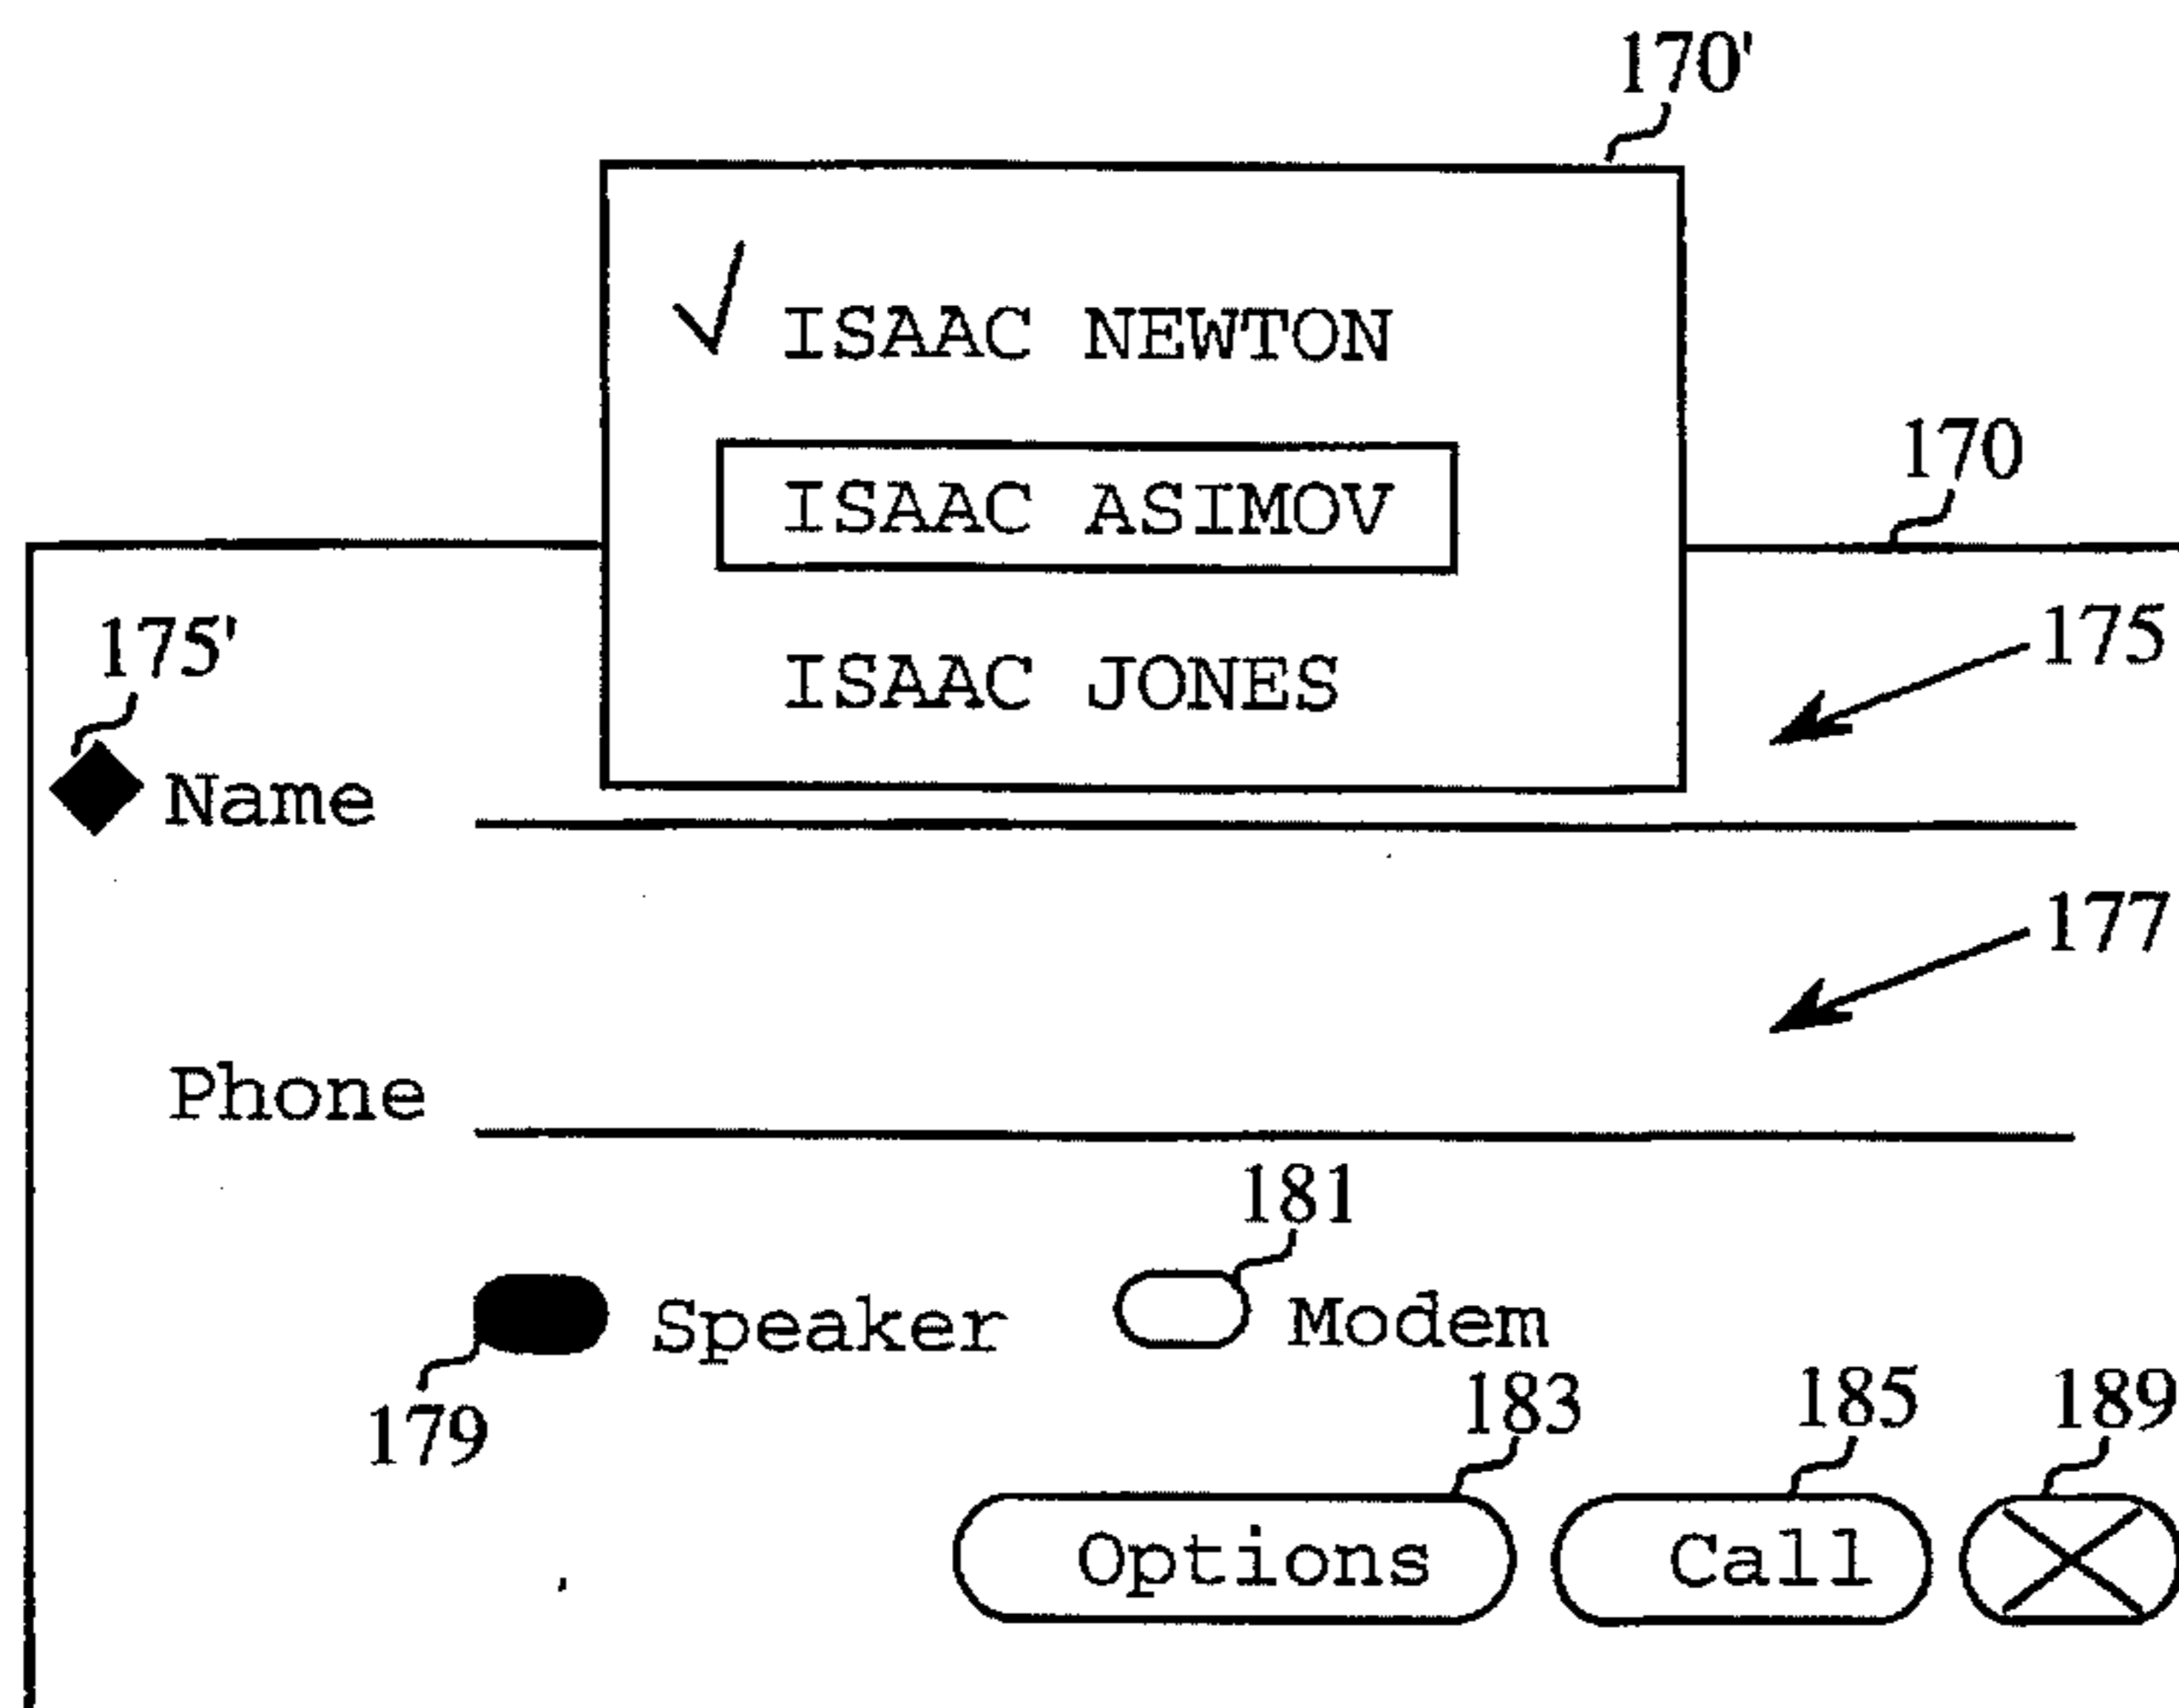 170'
ISAAC NEWTON
170
ISAAC ASIMOV
175'
175
ISAAC JONES
Name
177
Phone
181
Speaker Modem
179
183 185 189
Options Call